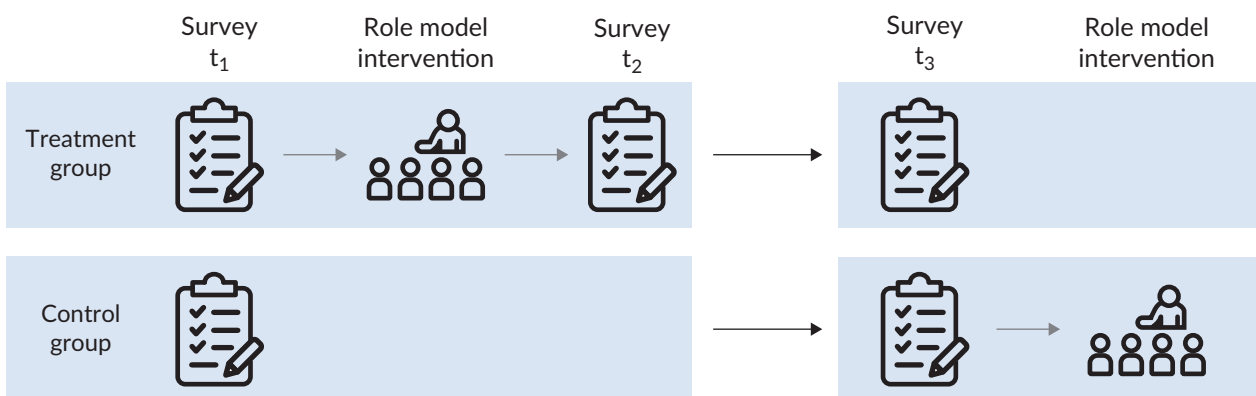 Survey
t₁
Role model
intervention
Survey
t₂
Survey
t₃
Role model
intervention
Treatment
group
Control
group